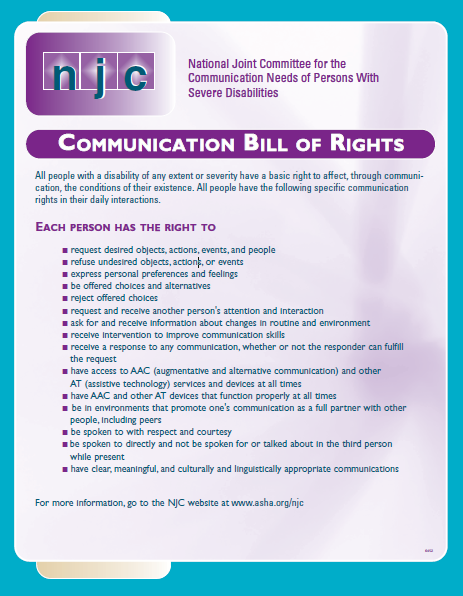 njc
National Joint Committee for the
Communication Needs of Persons With
Severe Disabilities
COMMUNICATION BILL OF RIGHTS
All people with a disability of any extent or severity have a basic right to affect, through communi-
cation, the conditions of their existence. All people have the following specific communication
rights in their daily interactions.
EACH PERSON HAS THE RIGHT TO
■ request desired objects, actions, events, and people
■ refuse undesired objects, actions, or events
■ express personal preferences and feelings
■ be offered choices and alternatives
■ reject offered choices
■ request and receive another person's attention and interaction
■ ask for and receive information about changes in routine and environment
■ receive intervention to improve communication skills
■ receive a response to any communication, whether or not the responder can fulfill
the request
■ have access to AAC (augmentative and alternative communication) and other
AT (assistive technology) services and devices at all times
■ have AAC and other AT devices that function properly at all times
■ be in environments that promote one's communication as a full partner with other
people, including peers
■ be spoken to with respect and courtesy
■ be spoken to directly and not be spoken for or talked about in the third person
while present
■ have clear, meaningful, and culturally and linguistically appropriate communications
For more information, go to the NJC website at www.asha.org/njc